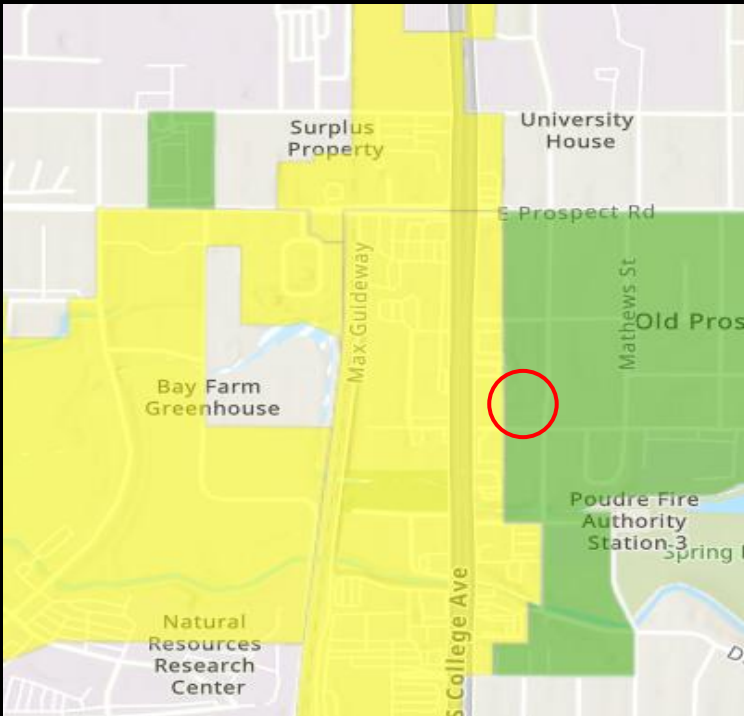 Surplus
Property
University
House
E Prospect Rd
Max Guideway
Mathews St
Old Pros
Bay Farm
Greenhouse
Poudre Fire
Authority
Station 3
Spring
S College Ave
Natural
Resources
Research
Center
D